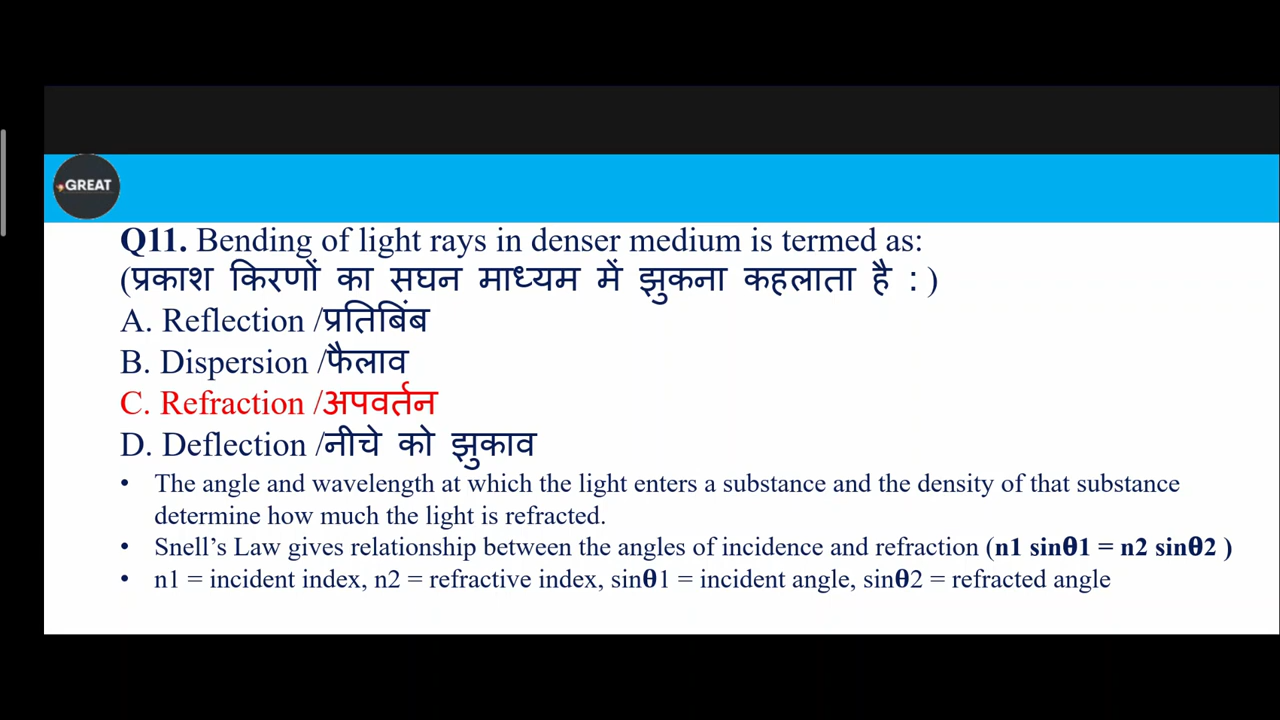 GREAT
Q11. Bending of light rays in denser medium is termed as:
(प्रकाश किरणों का सघन माध्यम में झुकना कहलाता है : )
A. Reflection /प्रतिबिंब
B. Dispersion /फैलाव
C. Refraction /अपवर्तन
D. Deflection /नीचे को झुकाव
• The angle and wavelength at which the light enters a substance and the density of that substance
determine how much the light is refracted.
• Snell’s Law gives relationship between the angles of incidence and refraction (n1 sinθ1 = n2 sinθ2 )
• n1 = incident index, n2 = refractive index, sinθ1 = incident angle, sinθ2 = refracted angle